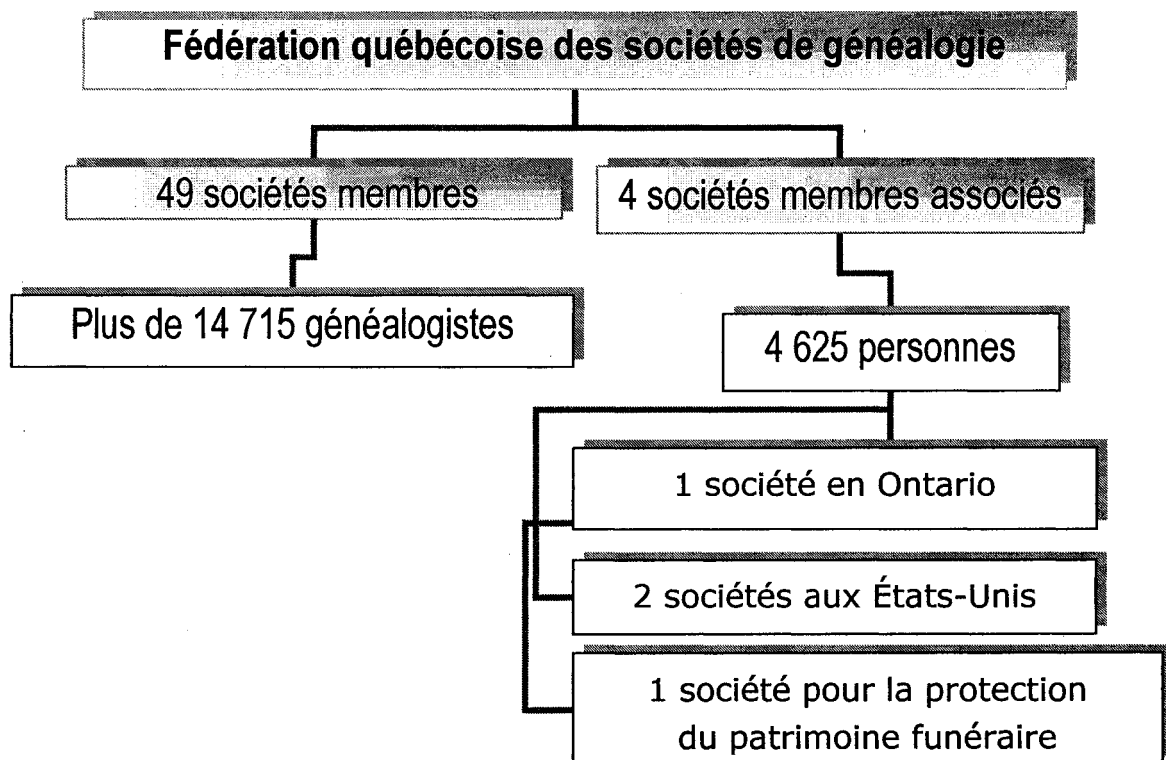 Fédération québécoise des sociétés de généalogie
49 sociétés membres
4 sociétés membres associés
Plus de 14 715 généalogistes
4 625 personnes
1 société en Ontario
2 sociétés aux États-Unis
1 société pour la protection
du patrimoine funéraire